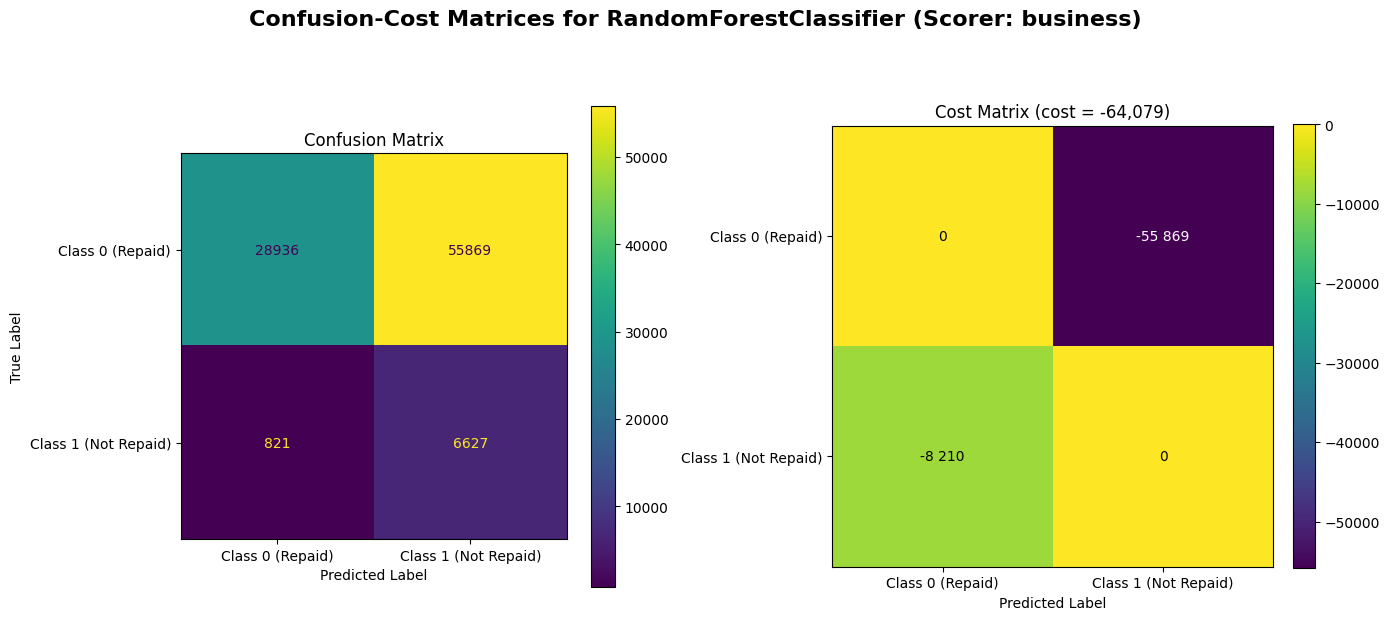 Confusion-Cost Matrices for RandomForestClassifier (Scorer: business)
Confusion Matrix
True Label
Class 0 (Repaid)
Class 1 (Not Repaid)
28936 55869
821 6627
Class 0 (Repaid) Class 1 (Not Repaid)
Predicted Label
50000
40000
30000
20000
10000
Cost Matrix (cost = -64,079)
Class 0 (Repaid)
Class 1 (Not Repaid)
0 -55 869
-8 210 0
Class 0 (Repaid) Class 1 (Not Repaid)
Predicted Label
0
−10000
−20000
−30000
−40000
−50000